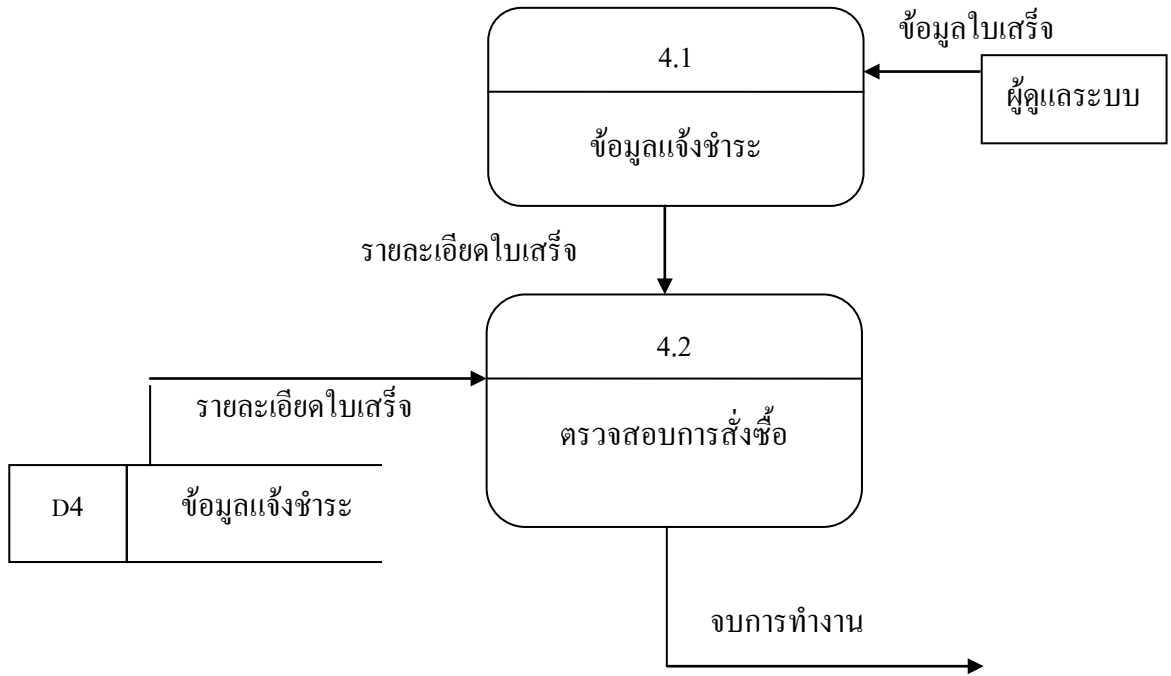 ข้อมูลใบเสร็จ
4.1
ผู้ดูแลระบบ
ข้อมูลแจ้งชำระ
รายละเอียดใบเสร็จ
4.2
รายละเอียดใบเสร็จ
ตรวจสอบการสั่งซื้อ
D4
ข้อมูลแจ้งชำระ
จบการทำงาน